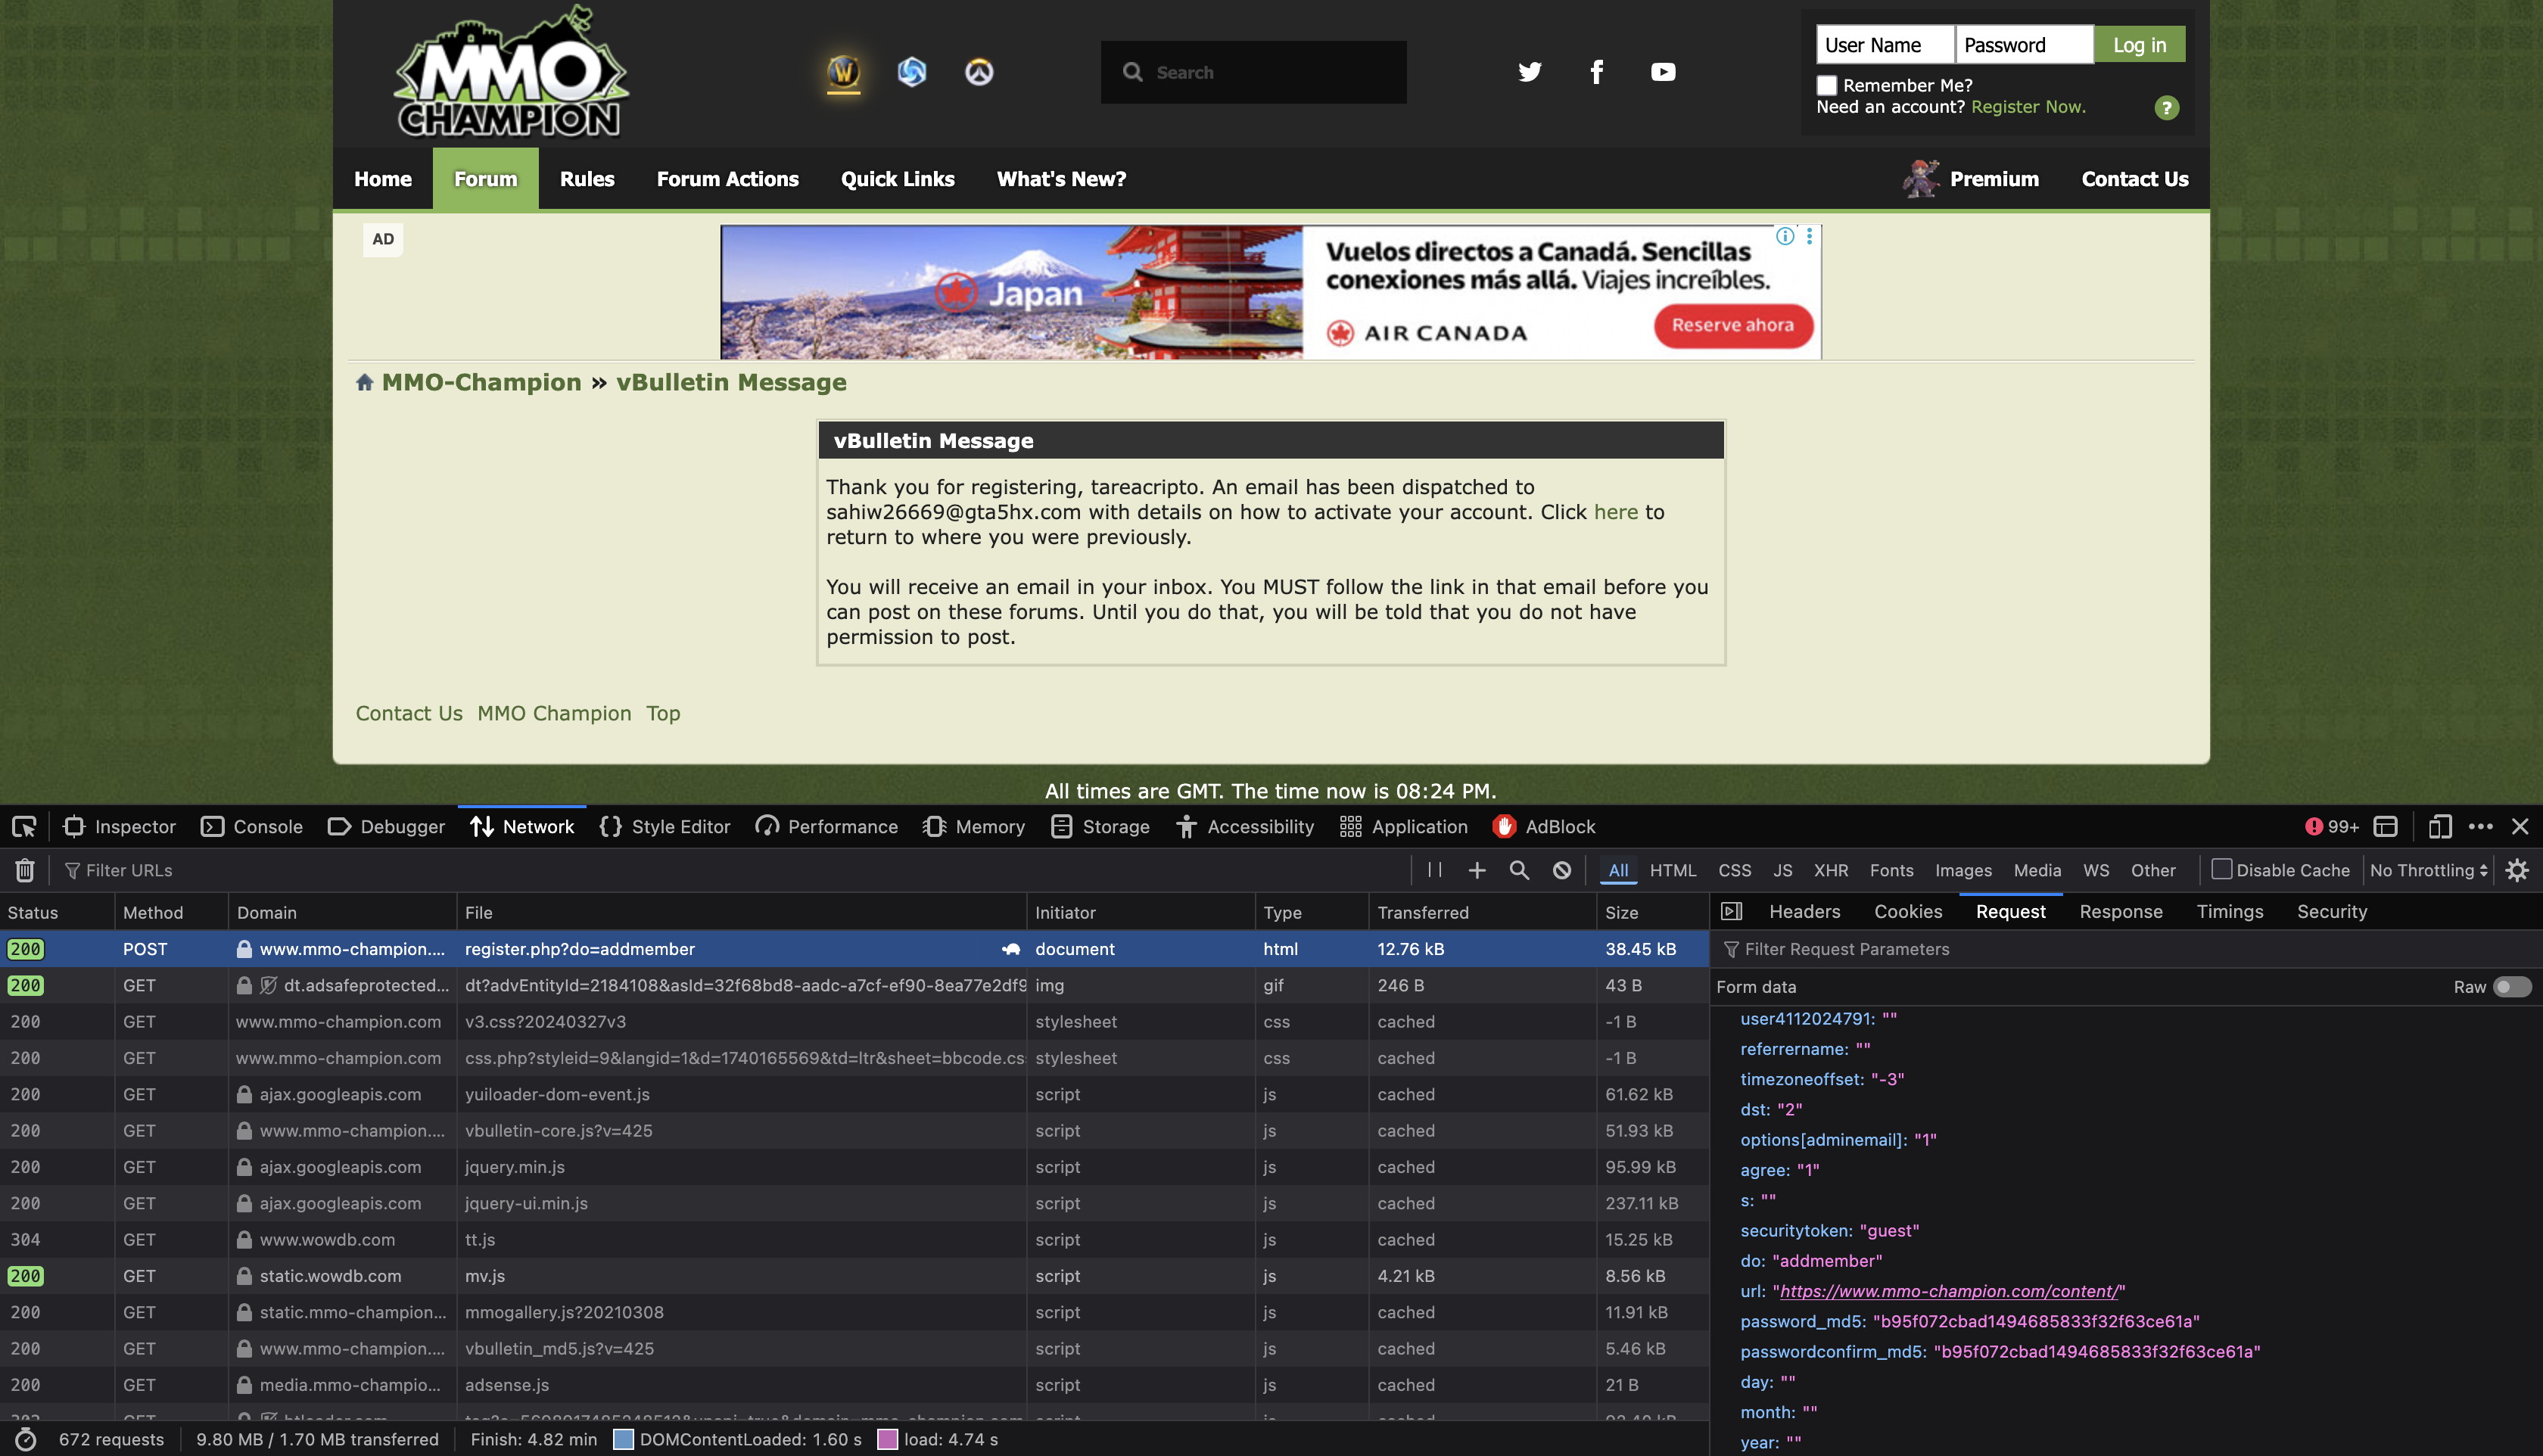 MMO
CHAMPION
Search
User Name Password Log in
Remember Me?
Need an account? Register Now.
?
Home Forum Rules Forum Actions Quick Links What's New? Premium Contact Us
AD
Japan
Vuelos directos a Canadá. Sencillas
conexiones más allá. Viajes increíbles.
AIR CANADA
Reserve ahora
MMO-Champion » vBulletin Message
vBulletin Message
Thank you for registering, tareacripto. An email has been dispatched to
sahiw26669@gta5hx.com with details on how to activate your account. Click here to
return to where you were previously.
You will receive an email in your inbox. You MUST follow the link in that email before you
can post on these forums. Until you do that, you will be told that you do not have
permission to post.
Contact Us MMO Champion Top
All times are GMT. The time now is 08:24 PM.
Inspector Console Debugger Network Style Editor Performance Memory Storage Accessibility Application AdBlock 99+
Filter URLs All HTML CSS JS XHR Fonts Images Media WS Other Disable Cache No Throttling
Status Method Domain File Initiator Type Transferred Size
200 POST www.mmo-champion.... register.php?do=addmember document html 12.76 kB 38.45 kB
200 GET dt.adsafeprotected... dt?advEntityId=2184108&asId=32f68bd8-aadc-a7cf-ef90-8ea77e2df9 img gif 246 B 43 B
200 GET www.mmo-champion.com v3.css?20240327v3 stylesheet css cached -1 B
200 GET www.mmo-champion.com css.php?styleid=9&langid=1&d=1740165569&td=ltr&sheet=bbcode.cs stylesheet css cached -1 B
200 GET ajax.googleapis.com yuiloader-dom-event.js script js cached 61.62 kB
200 GET www.mmo-champion.... vbulletin-core.js?v=425 script js cached 51.93 kB
200 GET ajax.googleapis.com jquery.min.js script js cached 95.99 kB
200 GET ajax.googleapis.com jquery-ui.min.js script js cached 237.11 kB
304 GET www.wowdb.com tt.js script js cached 15.25 kB
200 GET static.wowdb.com mv.js script js 4.21 kB 8.56 kB
200 GET static.mmo-champion... mmogallery.js?20210308 script js cached 11.91 kB
200 GET www.mmo-champion.... vbulletin_md5.js?v=425 script js cached 5.46 kB
200 GET media.mmo-champio... adsense.js script js cached 21 B
Headers Cookies Request Response Timings Security
Filter Request Parameters
Form data Raw
user4112024791: ""
referrername: ""
timezoneoffset: "-3"
dst: "2"
options[adminemail]: "1"
agree: "1"
s: ""
securitytoken: "guest"
do: "addmember"
url: "https://www.mmo-champion.com/content/"
password_md5: "b95f072cbad1494685833f32f63ce61a"
passwordconfirm_md5: "b95f072cbad1494685833f32f63ce61a"
day: ""
month: ""
year: ""
672 requests 9.80 MB / 1.70 MB transferred Finish: 4.82 min DOMContentLoaded: 1.60 s load: 4.74 s